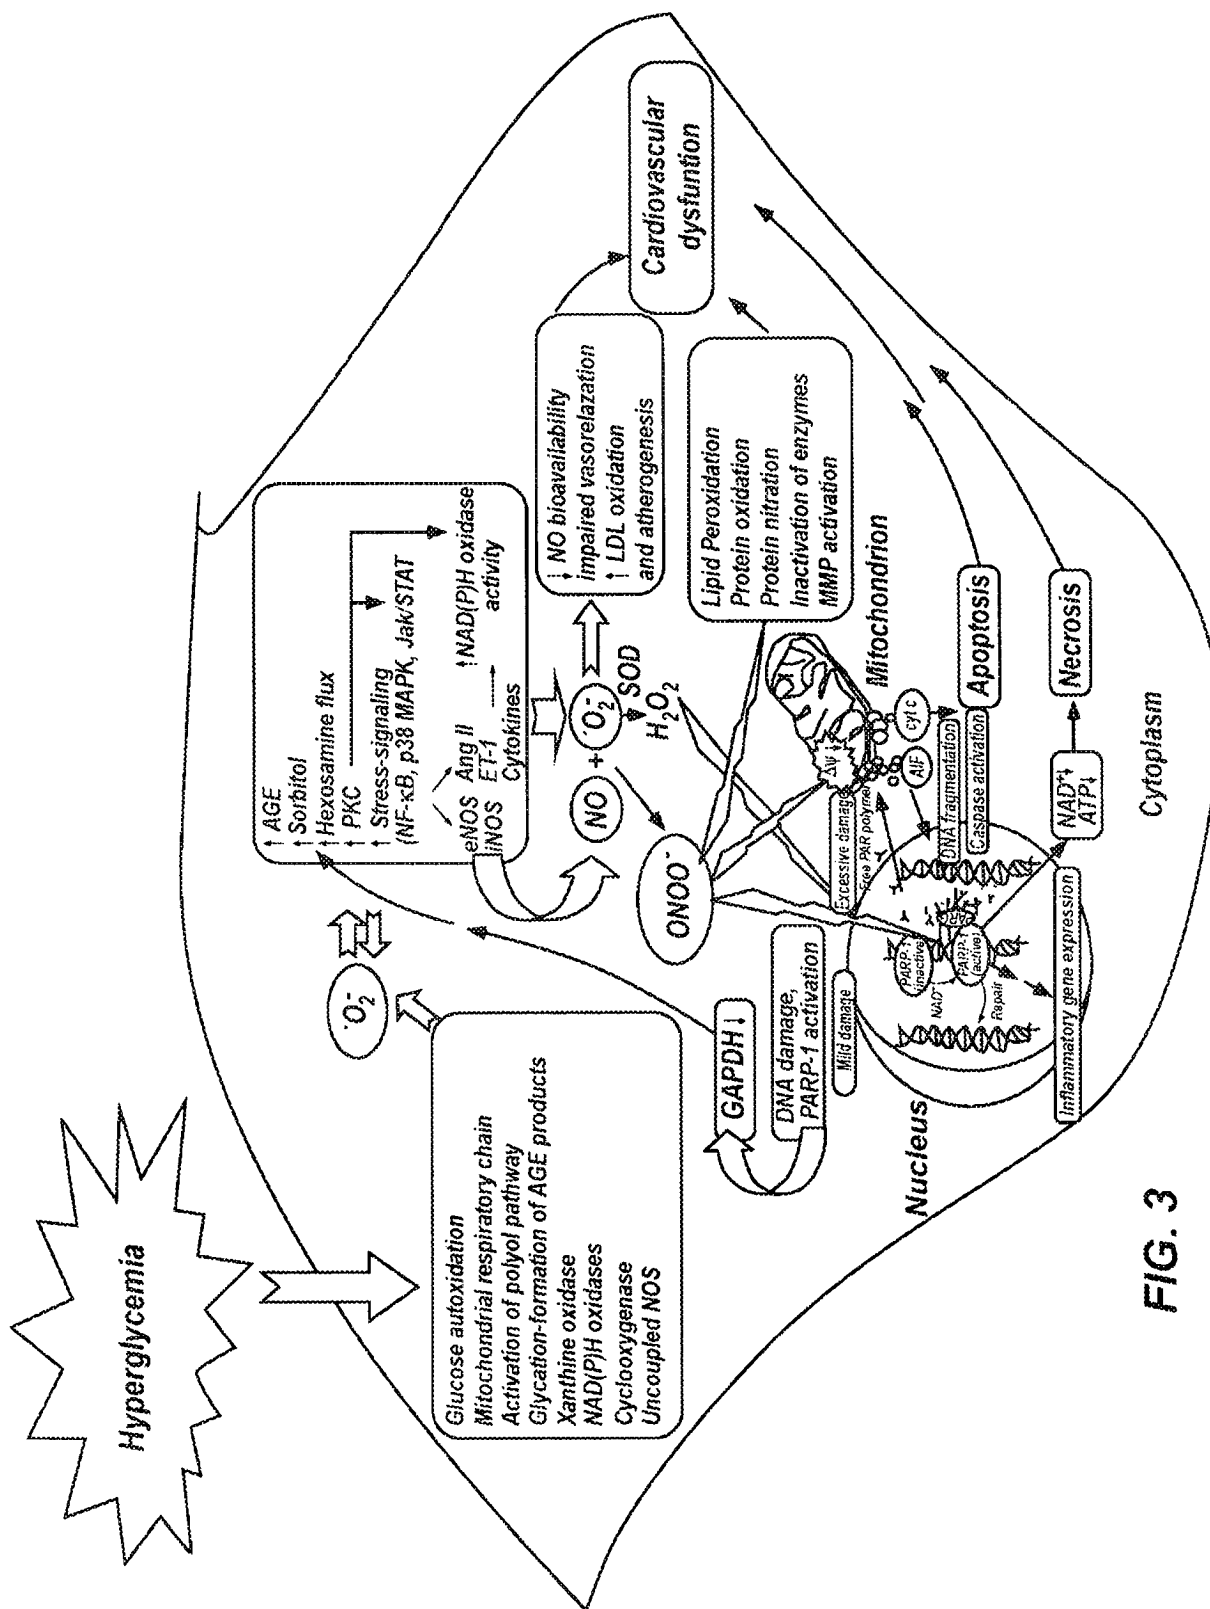 Hyperglycemia
Glucose autoxidation
Mitochondrial respiratory chain
Activation of polyol pathway
Glycation-formation of AGE products
Xanthine oxidase
NAD(P)H oxidases
Cyclooxygenase
Uncoupled NOS
·O₂⁻
↑ AGE
↑ Sorbitol
↑ Hexosamine flux
↑ PKC
↑ Stress-signaling
(NF-κB, p38 MAPK, Jak/STAT
eNOS Ang II ↑NAD(P)H oxidase
iNOS ET-1 activity
Cytokines
NO + ·O₂⁻
SOD
H₂O₂
↓ NO bioavailability
impaired vasorelazation
↑ LDL oxidation
and atherogenesis
Cardiovascular
dysfuntion
ONOO⁻
Lipid Peroxidation
Protein oxidation
Protein nitration
Inactivation of enzymes
MMP activation
GAPDH ↓
DNA damage,
PARP-1 activation
Mild damage
Excessive damage
Free PAR polymer
Δψ
Mitochondrion
AIF
cyt c
Nucleus
PARP-1
(inactive)
NAD⁺
PARP-1
(active)
Repair
DNA fragmentation
Caspase activation
Apoptosis
Inflammatory gene expression
NAD⁺↓
ATP↓
Necrosis
Cytoplasm
FIG. 3